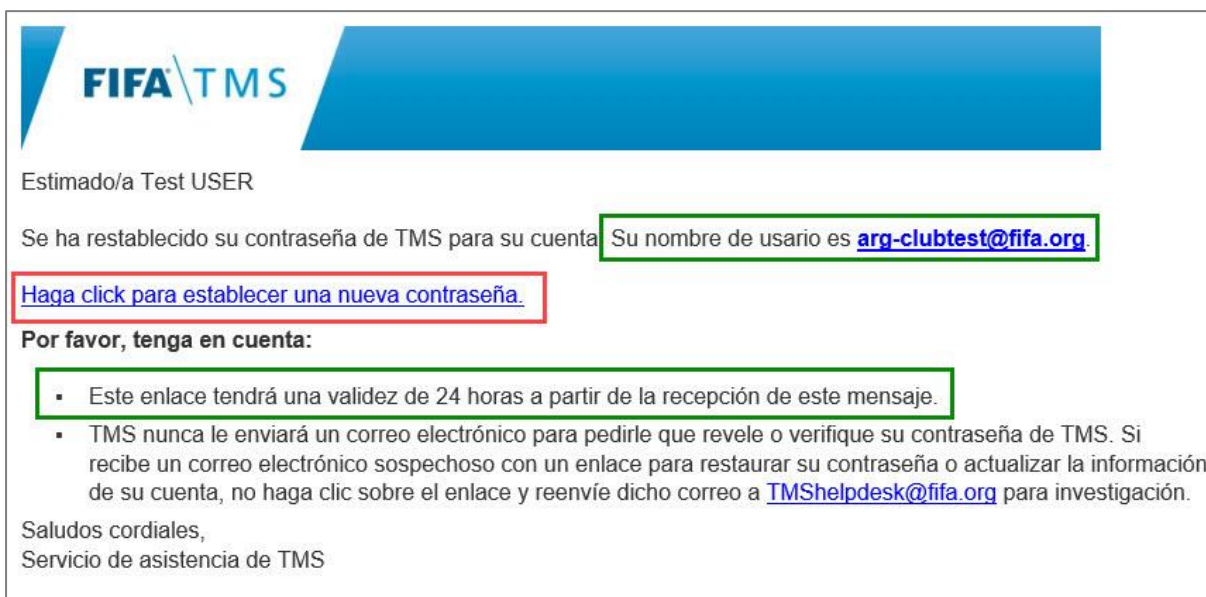 FIFA\TMS
Estimado/a Test USER
Se ha restablecido su contraseña de TMS para su cuenta. Su nombre de usario es arg-clubtest@fifa.org.
Haga click para establecer una nueva contraseña.
Por favor, tenga en cuenta:
▪ Este enlace tendrá una validez de 24 horas a partir de la recepción de este mensaje.
▪ TMS nunca le enviará un correo electrónico para pedirle que revele o verifique su contraseña de TMS. Si
recibe un correo electrónico sospechoso con un enlace para restaurar su contraseña o actualizar la información
de su cuenta, no haga clic sobre el enlace y reenvíe dicho correo a TMShelpdesk@fifa.org para investigación.
Saludos cordiales,
Servicio de asistencia de TMS